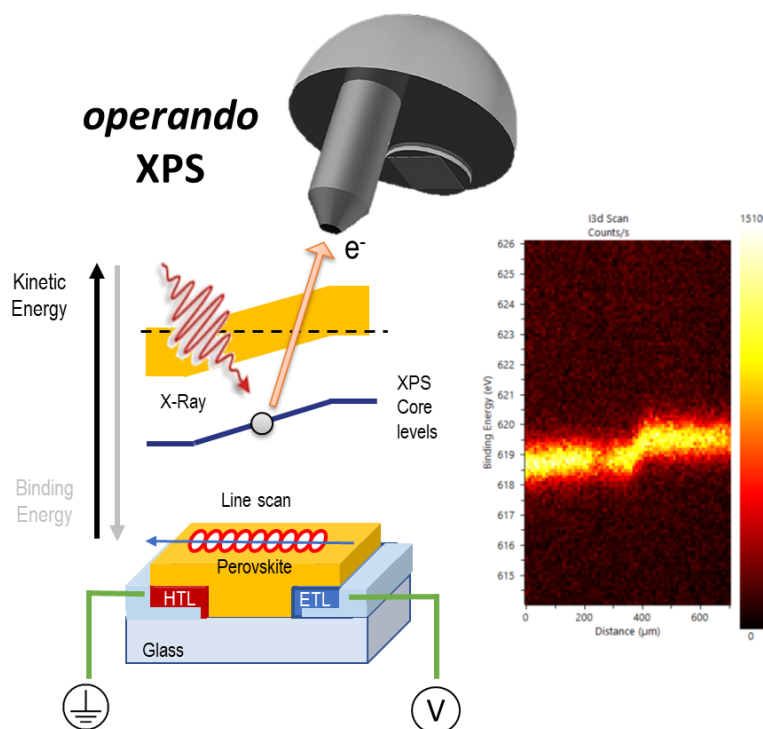 operando
XPS
e-
Kinetic
Energy
X-Ray
XPS
Core
levels
Binding
Energy
Line scan
Perovskite
HTL
ETL
Glass
V
I3d Scan
Counts/s
1510
626
625
624
623
622
621
620
619
618
617
616
615
614
Binding Energy (eV)
0
200
400
600
Distance (µm)
0